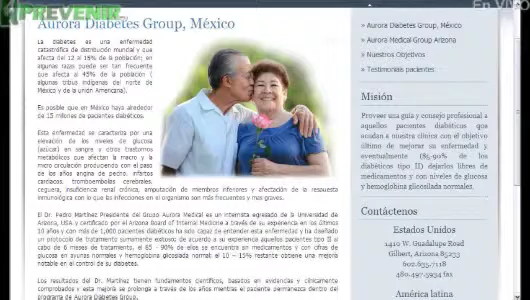 PREVENIR
En VIVO
Aurora Diabetes Group, México
La diabetes es una enfermedad
catastrófica de distribución mundial y que
afecta del 12 al 15% de la población; en
algunas razas puede ser tan frecuente
que afecta al 45% de la población (
algunas tribus indígenas del norte de
México y de la unión Americana).
Es posible que en México haya alrededor
de 15 millones de pacientes diabéticos.
Esta enfermedad se caracteriza por una
elevación de los niveles de glucosa
(azúcar) en sangre y otros trastornos
metabólicos que afectan la macro y la
micro circulación produciendo con el paso
de los años angina de pecho, infartos
cardiacos, tromboembolias cerebrales,
ceguera, insuficiencia renal crónica, amputación de miembros inferiores y afectación de la respuesta
inmunológica con lo que las infecciones en el organismo son más frecuentes y mas graves.
El Dr. Pedro Martínez Presidente del Grupo Aurora Medical es un internista egresado de la Universidad de
Arizona, USA y certificado por el Arizona Board of Internal Medicine a través de su experiencia en los últimos
10 años y con más de 1,000 pacientes diabéticos ha sido capaz de entender esta enfermedad y ha diseñado
un protocolo de tratamiento sumamente exitoso; de acuerdo a su experiencia aquellos pacientes tipo II al
cabo de 6 meses de tratamiento, el 85 - 90% de ellos se encuentran sin medicamentos y con cifras de
glucosa en ayunas normales y hemoglobina glicosilada normal; el 10 – 15% restante obtiene una mejoría
notable en el control de su diabetes.
Los resultados del Dr. Martínez tienen fundamentos científicos, basados en evidencias y clínicamente
comprobados y esta mejoría se prolonga a través de los años mientras el paciente permanezca dentro del
programa de Aurora Diabetes Group.
» Aurora Diabetes Group, México
» Aurora Medical Group Arizona
» Nuestros Objetivos
» Testimonis pacientes
Misión
Proveer una guía y consejo profesional a
aquellos pacientes diabéticos que
acudan a nuestra clínica con el objetivo
último de mejorar su enfermedad y
eventualmente (85-90% de los
diabéticos tipo II) dejarlos libres de
medicamentos y con niveles de glucosa
y hemoglobina glicosilada normales.
Contáctenos
Estados Unidos
1410 W. Guadalupe Road
Gilbert, Arizona 85233
602.635.7118
480.497.5934 fax
América latina